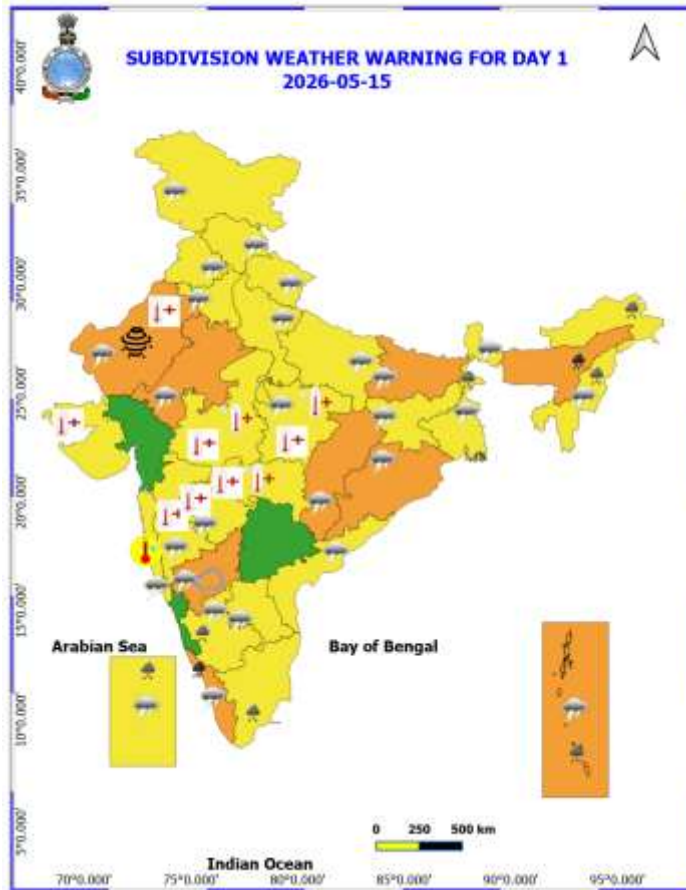 SUBDIVISION WEATHER WARNING FOR DAY 1
2026-05-15
40°0.000'
35°0.000'
30°0.000'
25°0.000'
20°0.000'
15°0.000'
10°0.000'
5°0.000'
Arabian Sea
Bay of Bengal
0 250 500 km
Indian Ocean
70°0.000' 75°0.000' 80°0.000' 85°0.000' 90°0.000' 95°0.000'